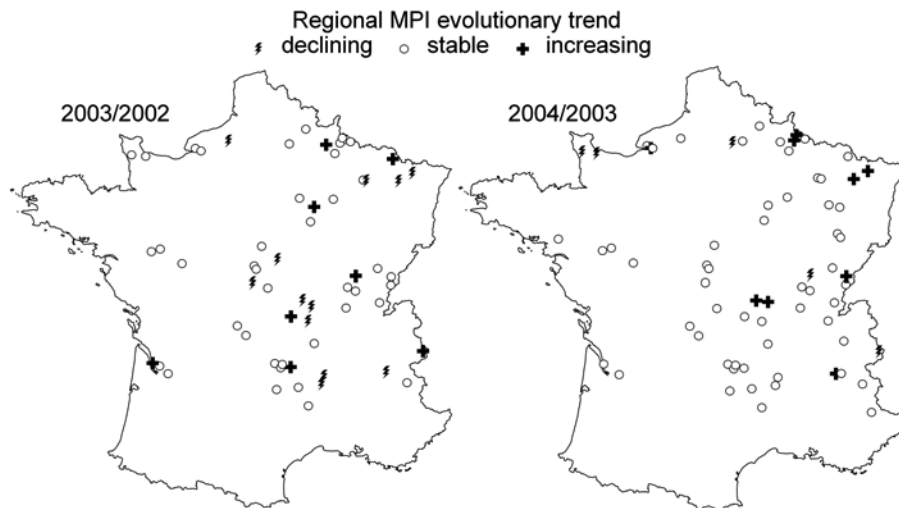 Regional MPI evolutionary trend
declining stable increasing
2003/2002
2004/2003